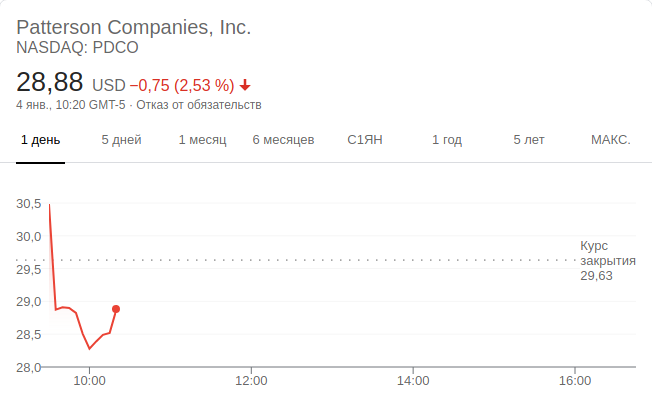 Patterson Companies, Inc.
NASDAQ: PDCO
28,88 USD −0,75 (2,53 %)
4 янв., 10:20 GMT-5 · Отказ от обязательств
1 день 5 дней 1 месяц 6 месяцев С1ЯН 1 год 5 лет МАКС.
30,5
30,0
29,5
29,0
28,5
28,0
Курс
закрытия
29,63
10:00 12:00 14:00 16:00